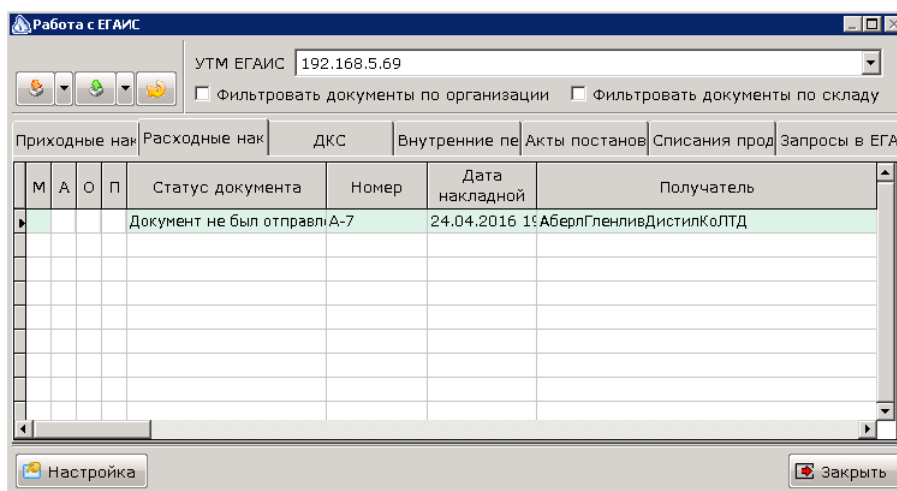 Работа с ЕГАИС
УТМ ЕГАИС 192.168.5.69
Фильтровать документы по организации Фильтровать документы по складу
Приходные нак Расходные нак ДКС Внутренние пе Акты постанов Списания прод Запросы в ЕГА
М А О П Статус документа Номер Дата накладной Получатель
Документ не был отправл А-7 24.04.2016 19 АберлГленливДистилКоЛТД
Настройка Закрыть